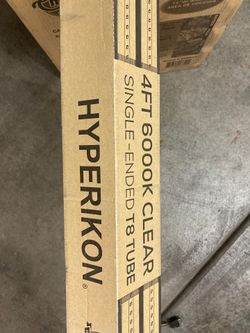 4FT 6000K CLEAR
SINGLE-ENDED T8 TUBE
HYPERIKON®